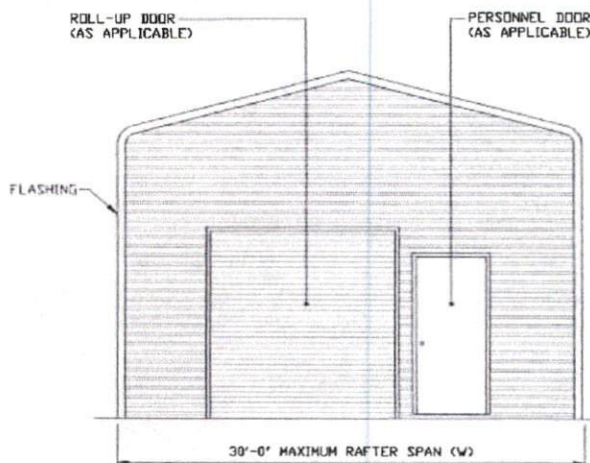 ROLL-UP DOOR
(AS APPLICABLE)
PERSONNEL DOOR
(AS APPLICABLE)
FLASHING
30'-0" MAXIMUM RAFTER SPAN (W)